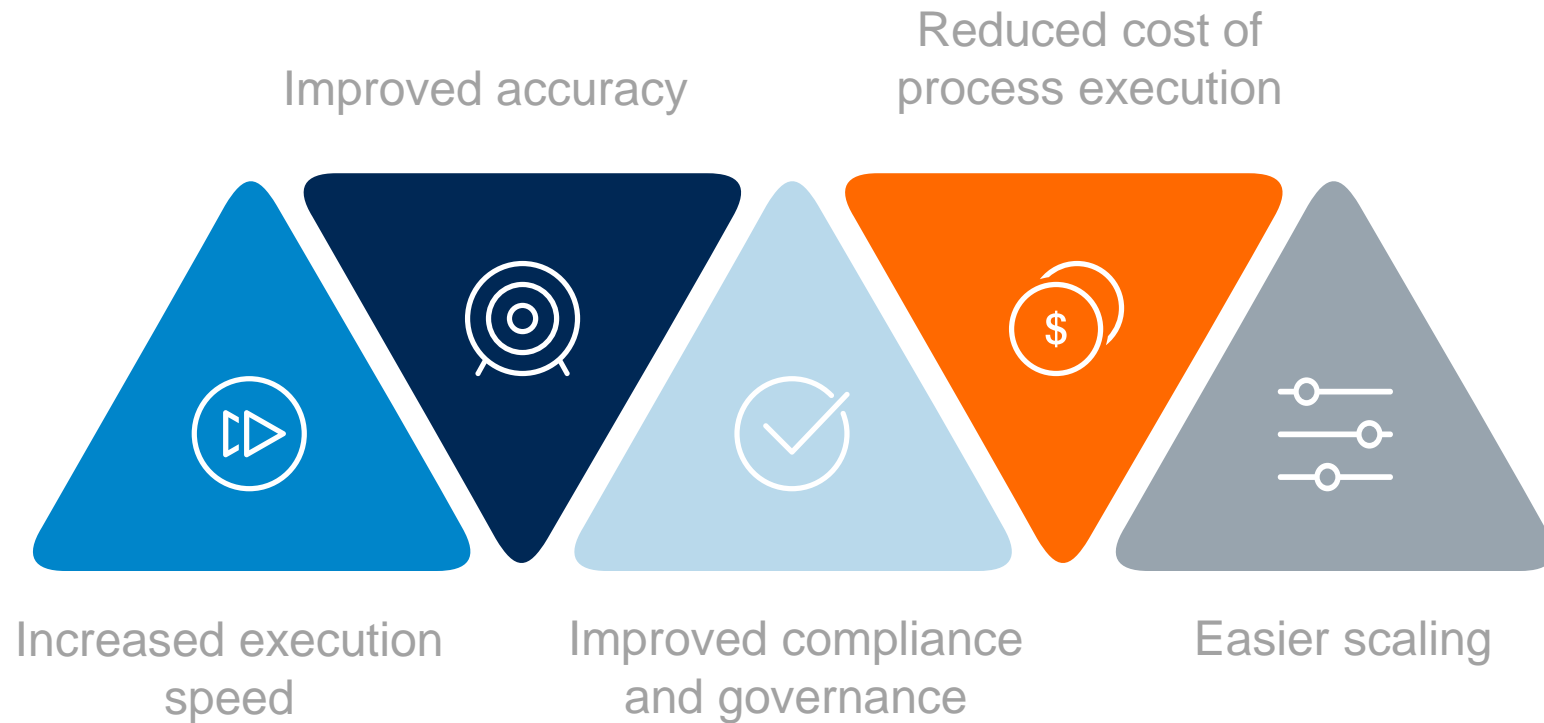 Reduced cost of
process execution
Improved accuracy
$
Increased execution
speed
Improved compliance
and governance
Easier scaling